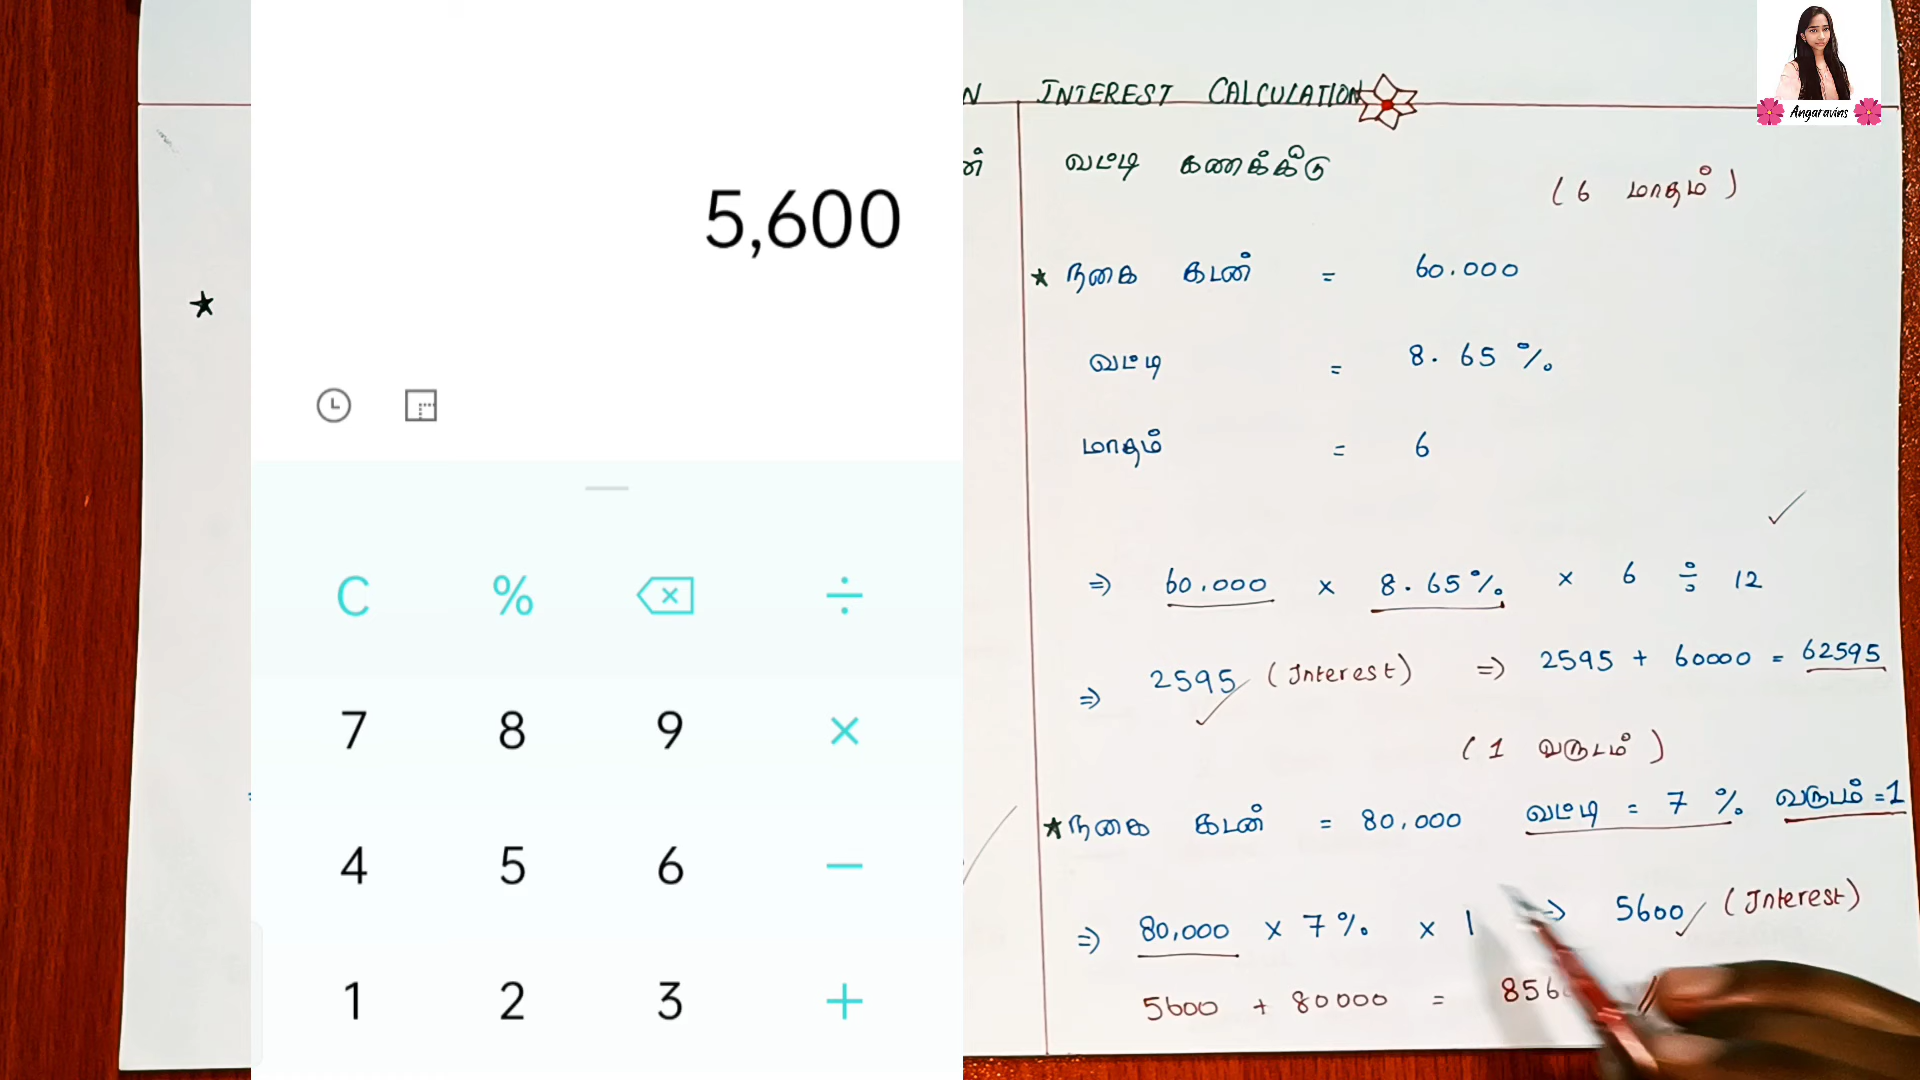 5,600
C % ÷
7 8 9 ×
4 5 6 −
1 2 3 +
Angaravins
N INTEREST CALCULATION
ன் வட்டி கணக்கீடு
( 6 மாதம் )
★ நகை கடன் = 60.000
வட்டி = 8. 65 %
மாதம் = 6
⇒ 60.000 x 8. 65 % x 6 ÷ 12
⇒ 2595 (Interest) ⇒ 2595 + 60000 = 62595
( 1 வருடம் )
★ நகை கடன் = 80,000 வட்டி = 7 % வருடம் = 1
⇒ 80,000 x 7 % x 1 ⇒ 5600 (Interest)
5600 + 80000 =